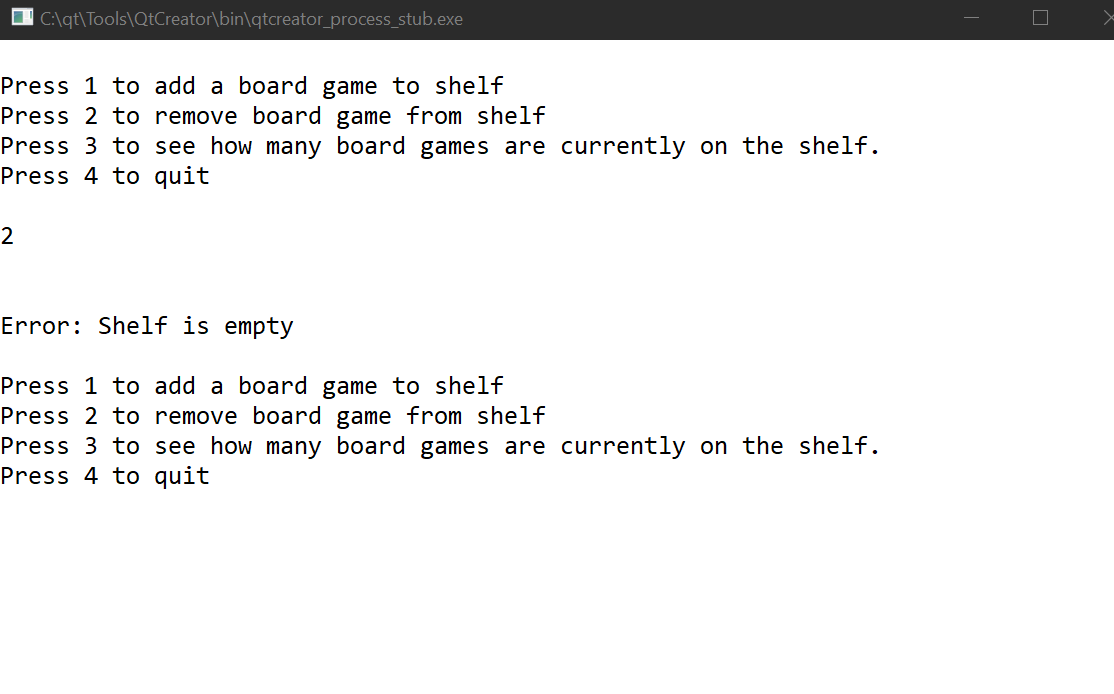 C:\qt\Tools\QtCreator\bin\qtcreator_process_stub.exe
Press 1 to add a board game to shelf
Press 2 to remove board game from shelf
Press 3 to see how many board games are currently on the shelf.
Press 4 to quit
2
Error: Shelf is empty
Press 1 to add a board game to shelf
Press 2 to remove board game from shelf
Press 3 to see how many board games are currently on the shelf.
Press 4 to quit